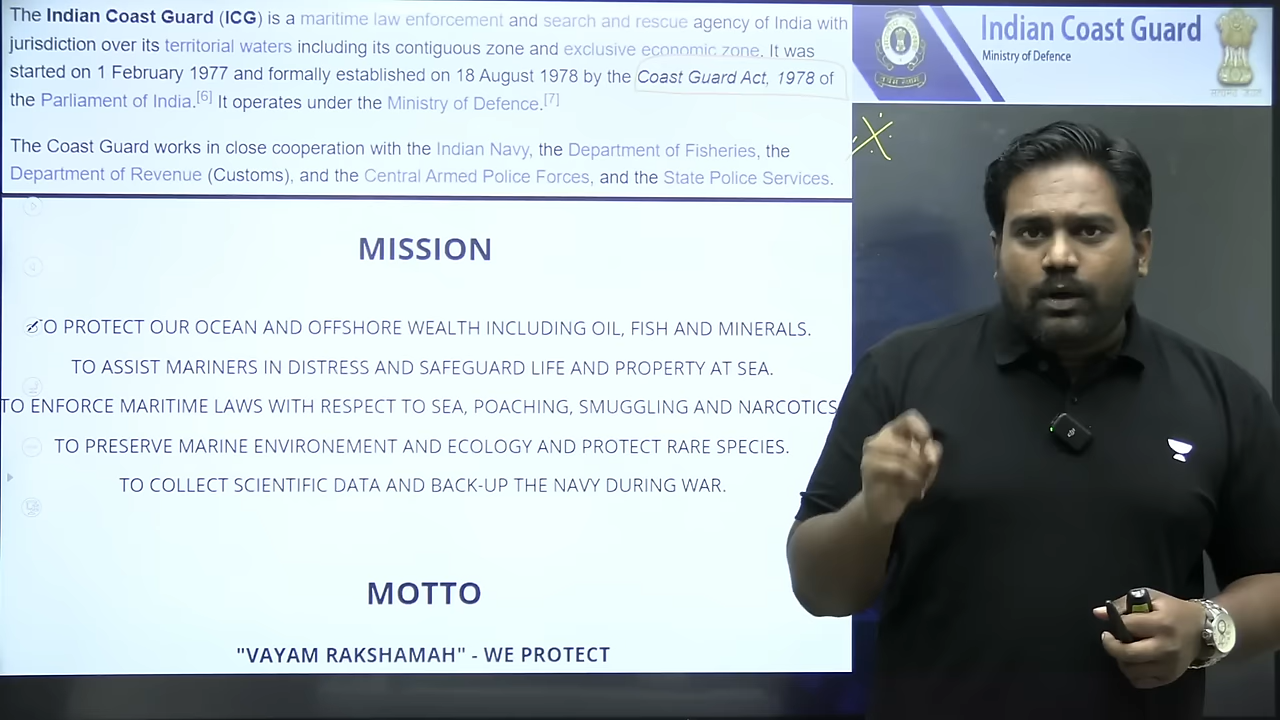 The Indian Coast Guard (ICG) is a maritime law enforcement and search and rescue agency of India with
jurisdiction over its territorial waters including its contiguous zone and exclusive economic zone. It was
started on 1 February 1977 and formally established on 18 August 1978 by the Coast Guard Act, 1978 of
the Parliament of India.[6] It operates under the Ministry of Defence.[7]
The Coast Guard works in close cooperation with the Indian Navy, the Department of Fisheries, the
Department of Revenue (Customs), and the Central Armed Police Forces, and the State Police Services.
Indian Coast Guard
Ministry of Defence
MISSION
TO PROTECT OUR OCEAN AND OFFSHORE WEALTH INCLUDING OIL, FISH AND MINERALS.
TO ASSIST MARINERS IN DISTRESS AND SAFEGUARD LIFE AND PROPERTY AT SEA.
TO ENFORCE MARITIME LAWS WITH RESPECT TO SEA, POACHING, SMUGGLING AND NARCOTICS
TO PRESERVE MARINE ENVIRONEMENT AND ECOLOGY AND PROTECT RARE SPECIES.
TO COLLECT SCIENTIFIC DATA AND BACK-UP THE NAVY DURING WAR.
MOTTO
"VAYAM RAKSHAMAH" - WE PROTECT